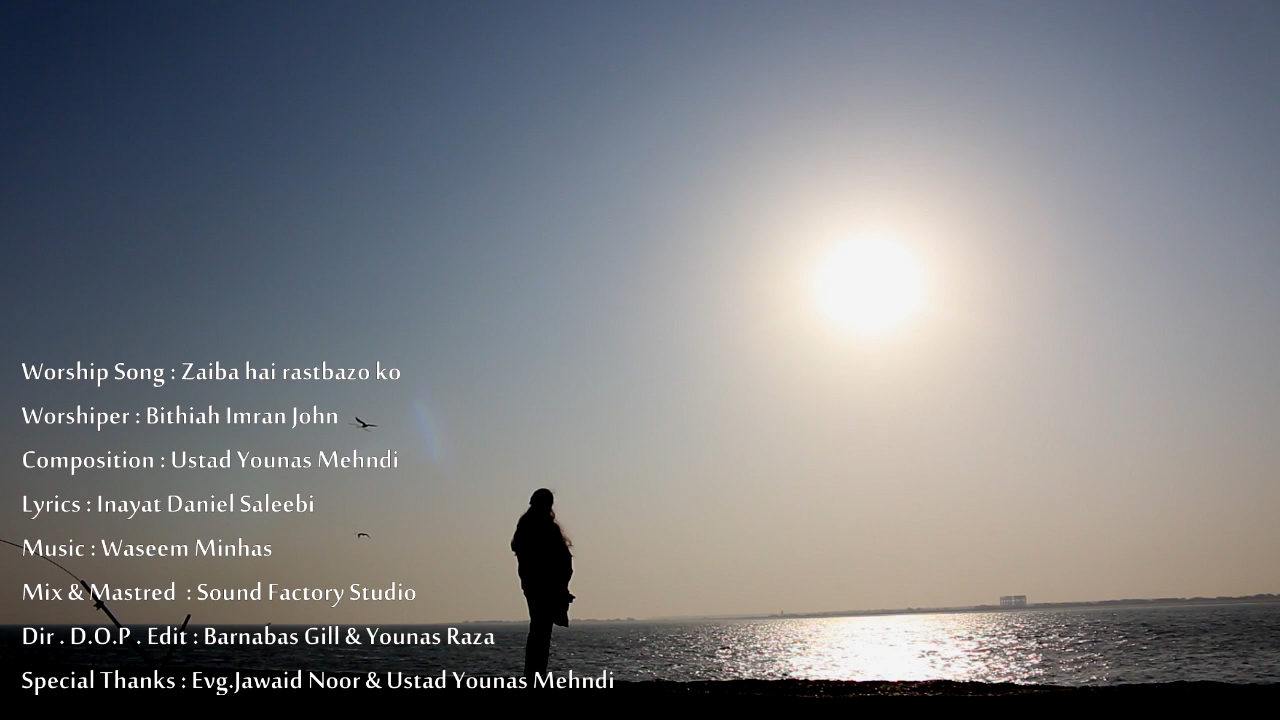 Worship Song : Zaiba hai rastbazo ko
Worshiper : Bithiah Imran John
Composition : Ustad Younas Mehndi
Lyrics : Inayat Daniel Saleebi
Music : Waseem Minhas
Mix & Mastred : Sound Factory Studio
Dir . D.O.P . Edit : Barnabas Gill & Younas Raza
Special Thanks : Evg.Jawaid Noor & Ustad Younas Mehndi